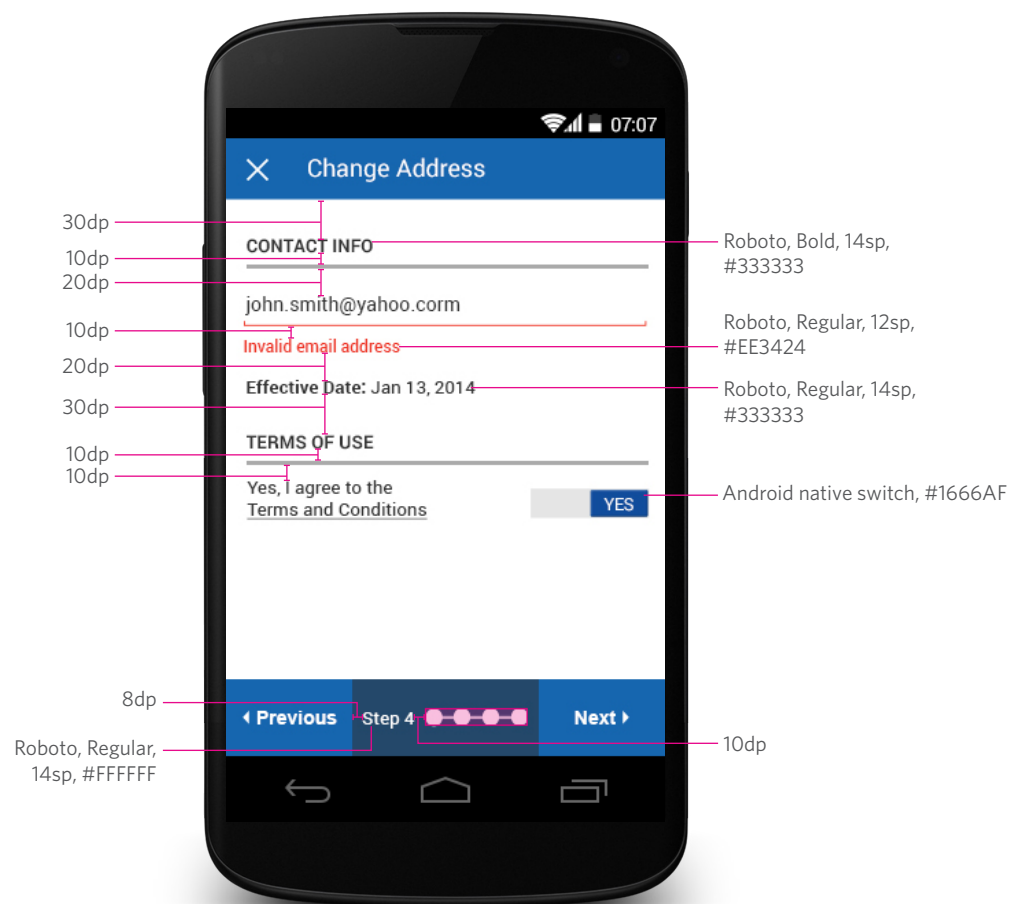 07:07
Change Address
30dp
CONTACT INFO
Roboto, Bold, 14sp,
#333333
10dp
20dp
john.smith@yahoo.corm
10dp
Invalid email address
Roboto, Regular, 12sp,
#EE3424
20dp
Effective Date: Jan 13, 2014
Roboto, Regular, 14sp,
#333333
30dp
TERMS OF USE
10dp
10dp
Yes, I agree to the
Terms and Conditions
YES
Android native switch, #1666AF
8dp
Previous
Step 4
Next
10dp
Roboto, Regular,
14sp, #FFFFFF